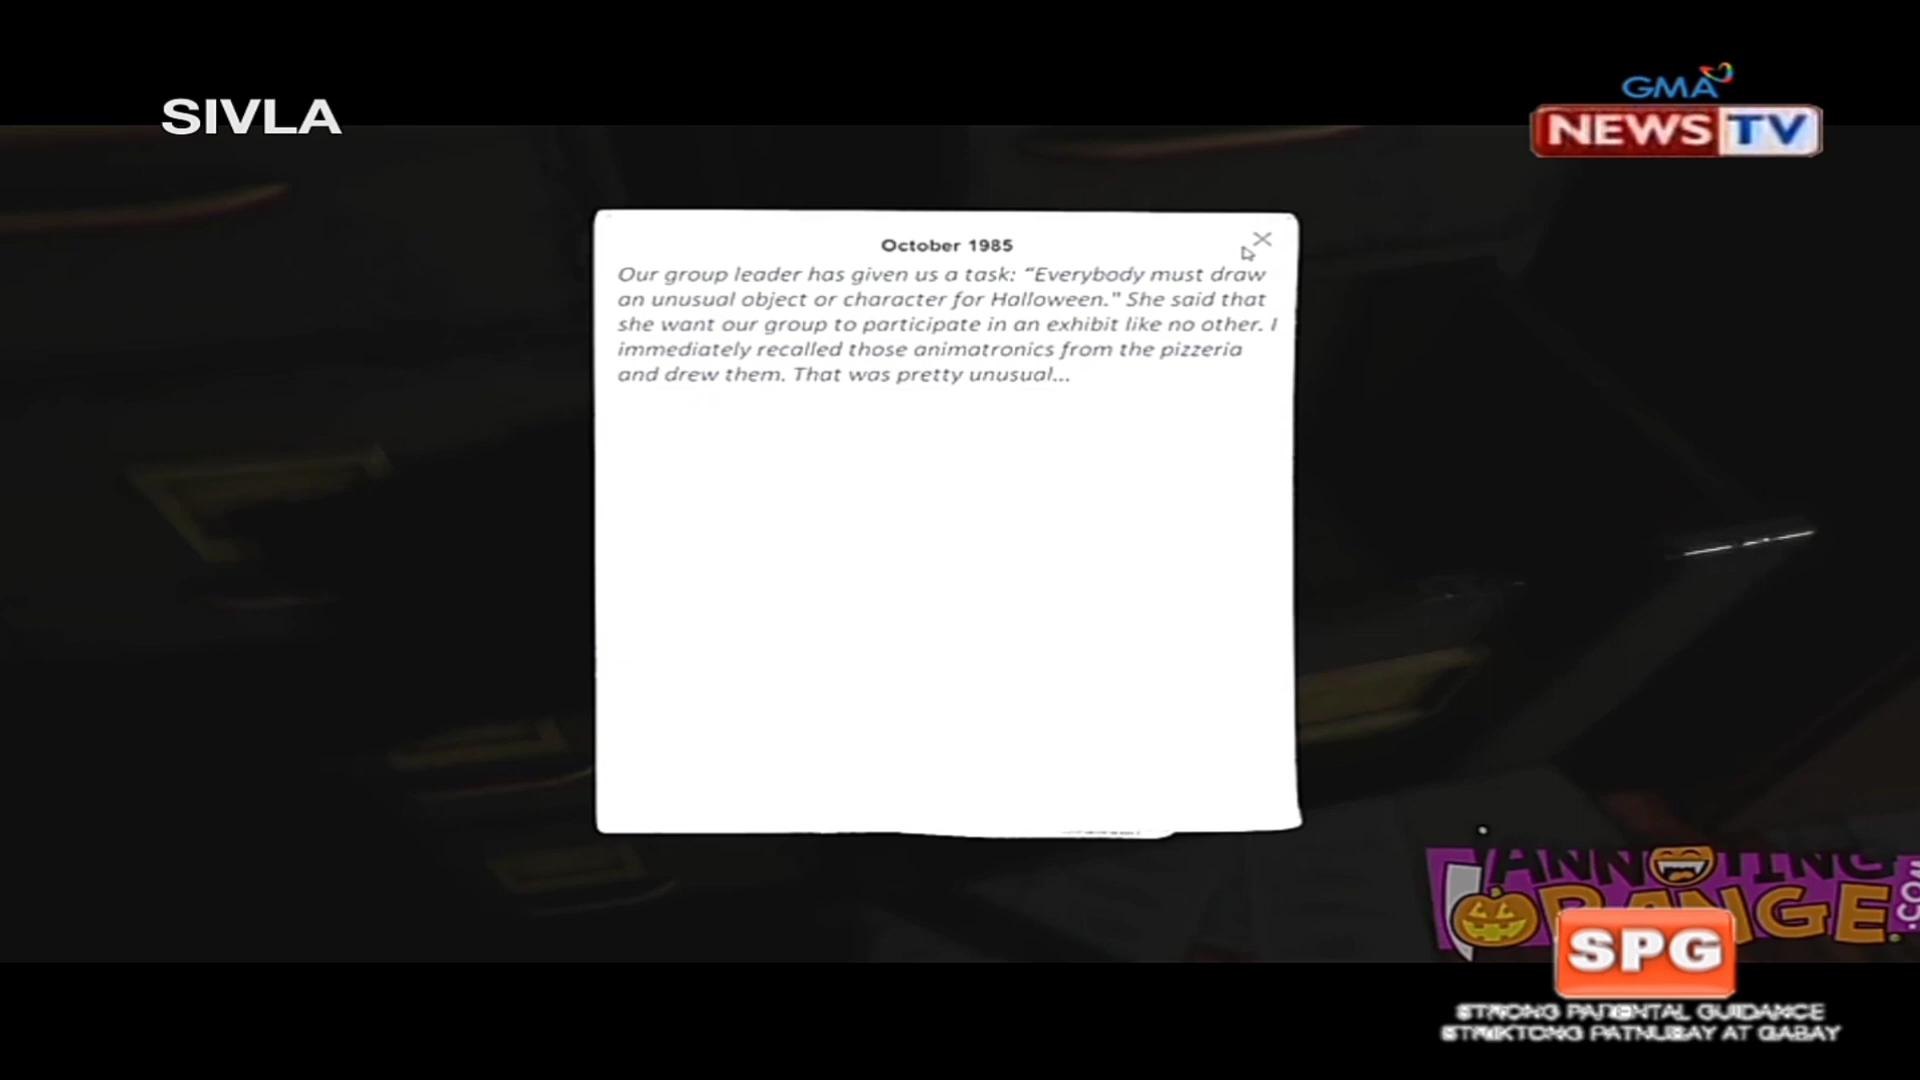 SIVLA
GMA
NEWS TV
October 1985
Our group leader has given us a task: “Everybody must draw
an unusual object or character for Halloween." She said that
she want our group to participate in an exhibit like no other. I
immediately recalled those animatronics from the pizzeria
and drew them. That was pretty unusual...
ANNOYING
ORANGE.COM
SPG
STRONG PARENTAL GUIDANCE
STRIKTONG PATNUBAY AT GABAY